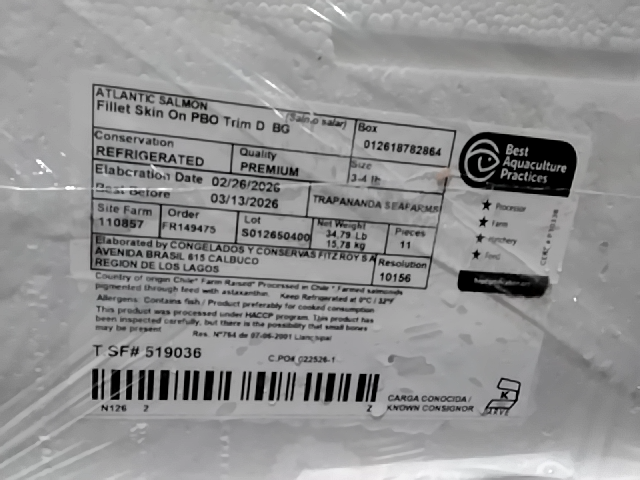 ATLANTIC SALMON (Salmo salar)
Fillet Skin On PBO Trim D BG
Box
012618782864
Conservation
REFRIGERATED
Quality
PREMIUM
Size
3-4 lb
Elaboration Date 02/26/2026
Best Before 03/13/2026
TRAPANANDA SEAFARMS
Site Farm
110857
Order
FR149475
Lot
S012650400
Net Weight
34,79 Lb
15,78 kg
Pieces
11
Elaborated by CONGELADOS Y CONSERVAS FITZROY S A
AVENIDA BRASIL 615 CALBUCO
REGION DE LOS LAGOS
Resolution
10156
Country of origin Chile* Farm Raised* Processed in Chile * Farmed salmonids
pigmented through feed with astaxanthin. Keep Refrigerated at 0°C / 32°F
Allergens: Contains fish / Product preferably for cooked consumption
This product was processed under HACCP program. This product has
been inspected carefully, but there is the possibility that small bones
may be present
Res. N°764 de 07-06-2001
T SF# 519036
C.PO# 022526-1
N126 2 Z
CARGA CONOCIDA /
KNOWN CONSIGNOR
K
Best
Aquaculture
Practices
Processor
Farm
Hatchery
Feed